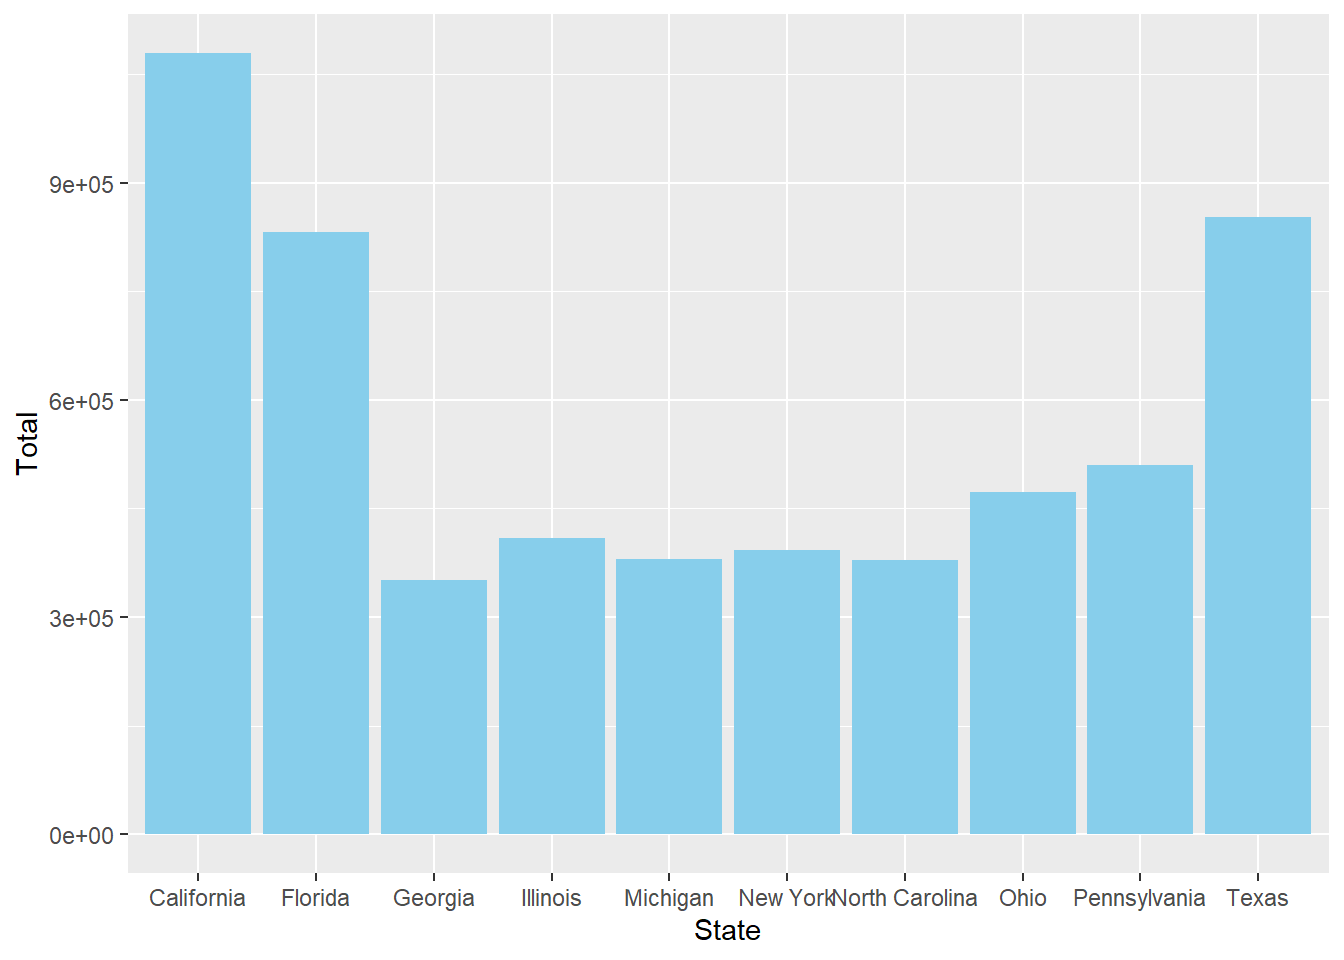 Total
9e+05
6e+05
3e+05
0e+00
California Florida Georgia Illinois Michigan New York North Carolina Ohio Pennsylvania Texas
State